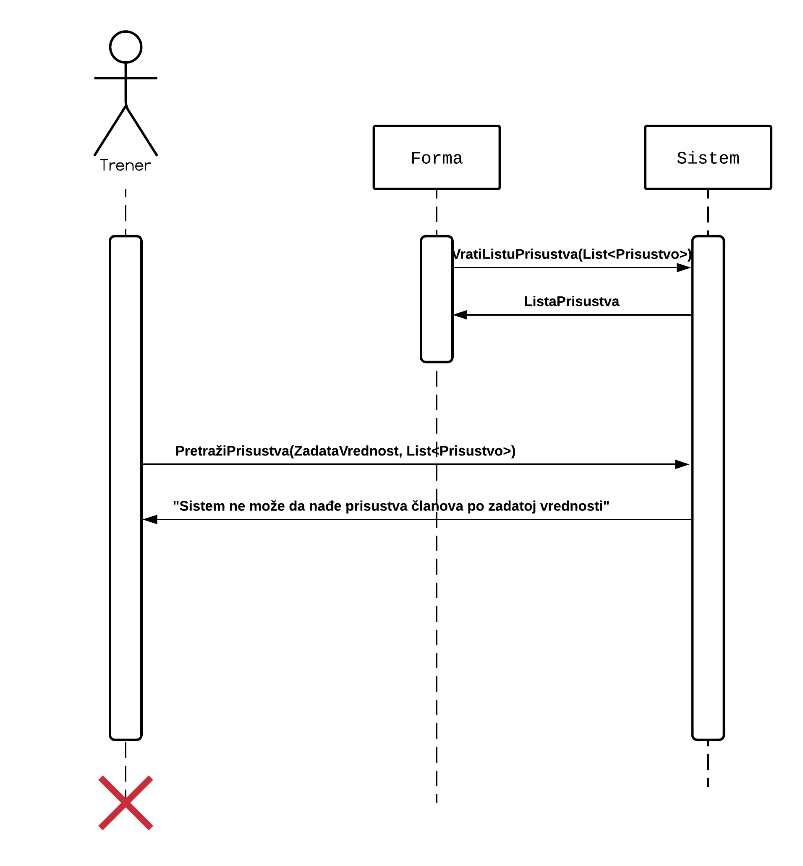 Trener
Forma
Sistem
VratiListuPrisustva(List<Prisustvo>)
ListaPrisustva
PretražiPrisustva(ZadataVrednost, List<Prisustvo>)
"Sistem ne može da nađe prisustva članova po zadatoj vrednosti"